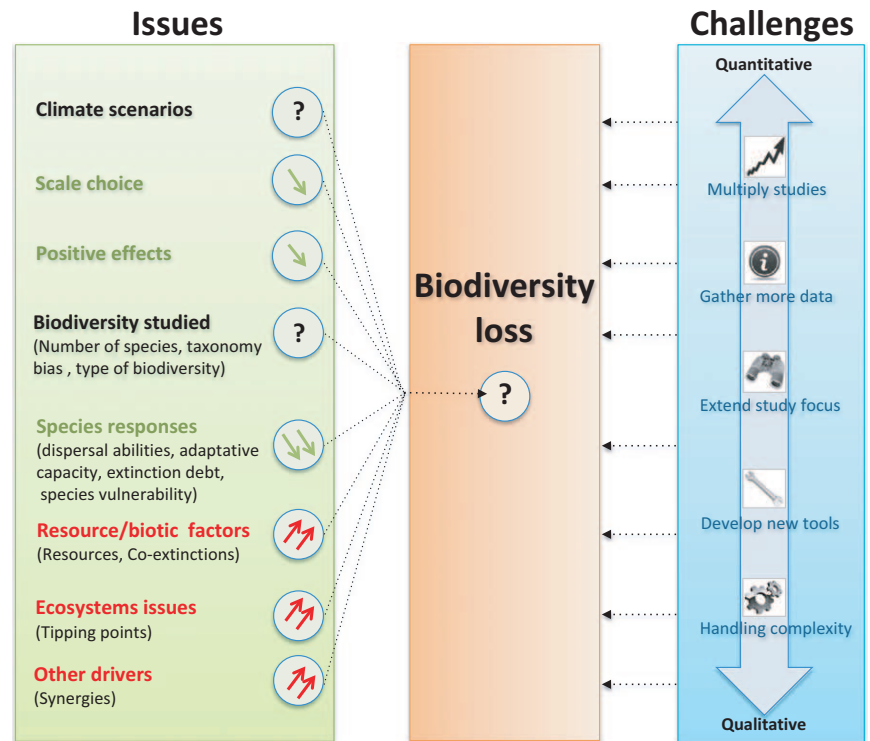 Issues
Climate scenarios
?
Scale choice
Positive effects
Biodiversity studied
(Number of species, taxonomy
bias , type of biodiversity)
?
Species responses
(dispersal abilities, adaptative
capacity, extinction debt,
species vulnerability)
Resource/biotic factors
(Resources, Co-extinctions)
Ecosystems issues
(Tipping points)
Other drivers
(Synergies)
Biodiversity
loss
?
Challenges
Quantitative
Multiply studies
i
Gather more data
Extend study focus
Develop new tools
Handling complexity
Qualitative